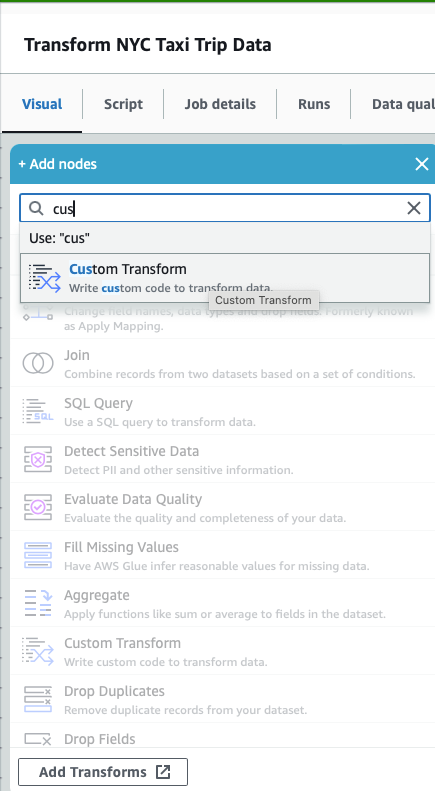 Transform NYC Taxi Trip Data
Visual
Script
Job details
Runs
Data qual
+ Add nodes
cus
Use: "cus"
Custom Transform
Write custom code to transform data.
Custom Transform
Change field names, data types and drop fields. Formerly known
as Apply Mapping.
Join
Combine records from two datasets based on a set of conditions.
SQL Query
SQL
Use a SQL query to transform data.
Detect Sensitive Data
Detect PII and other sensitive information.
Evaluate Data Quality
Evaluate the quality and completeness of your data.
Fill Missing Values
Have AWS Glue infer reasonable values for missing data.
Aggregate
Apply functions like sum or average to fields in the dataset.
Custom Transform
Write custom code to transform data.
Drop Duplicates
Remove duplicate records from your dataset.
Drop Fields
Add Transforms